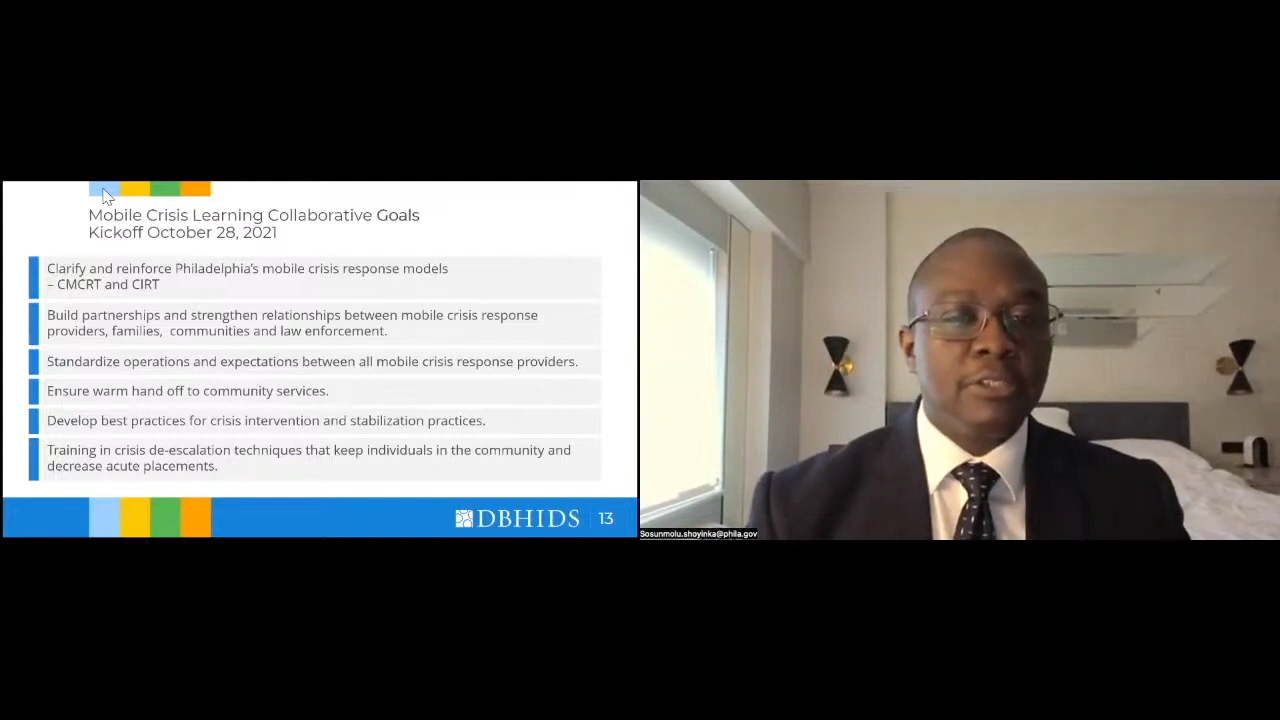 Mobile Crisis Learning Collaborative Goals
Kickoff October 28, 2021
Clarify and reinforce Philadelphia's mobile crisis response models
– CMCRT and CIRT
Build partnerships and strengthen relationships between mobile crisis response
providers, families, communities and law enforcement.
Standardize operations and expectations between all mobile crisis response providers.
Ensure warm hand off to community services.
Develop best practices for crisis intervention and stabilization practices.
Training in crisis de-escalation techniques that keep individuals in the community and
decrease acute placements.
DBHIDS 13
Sosunmolu.shoyinka@phila.gov